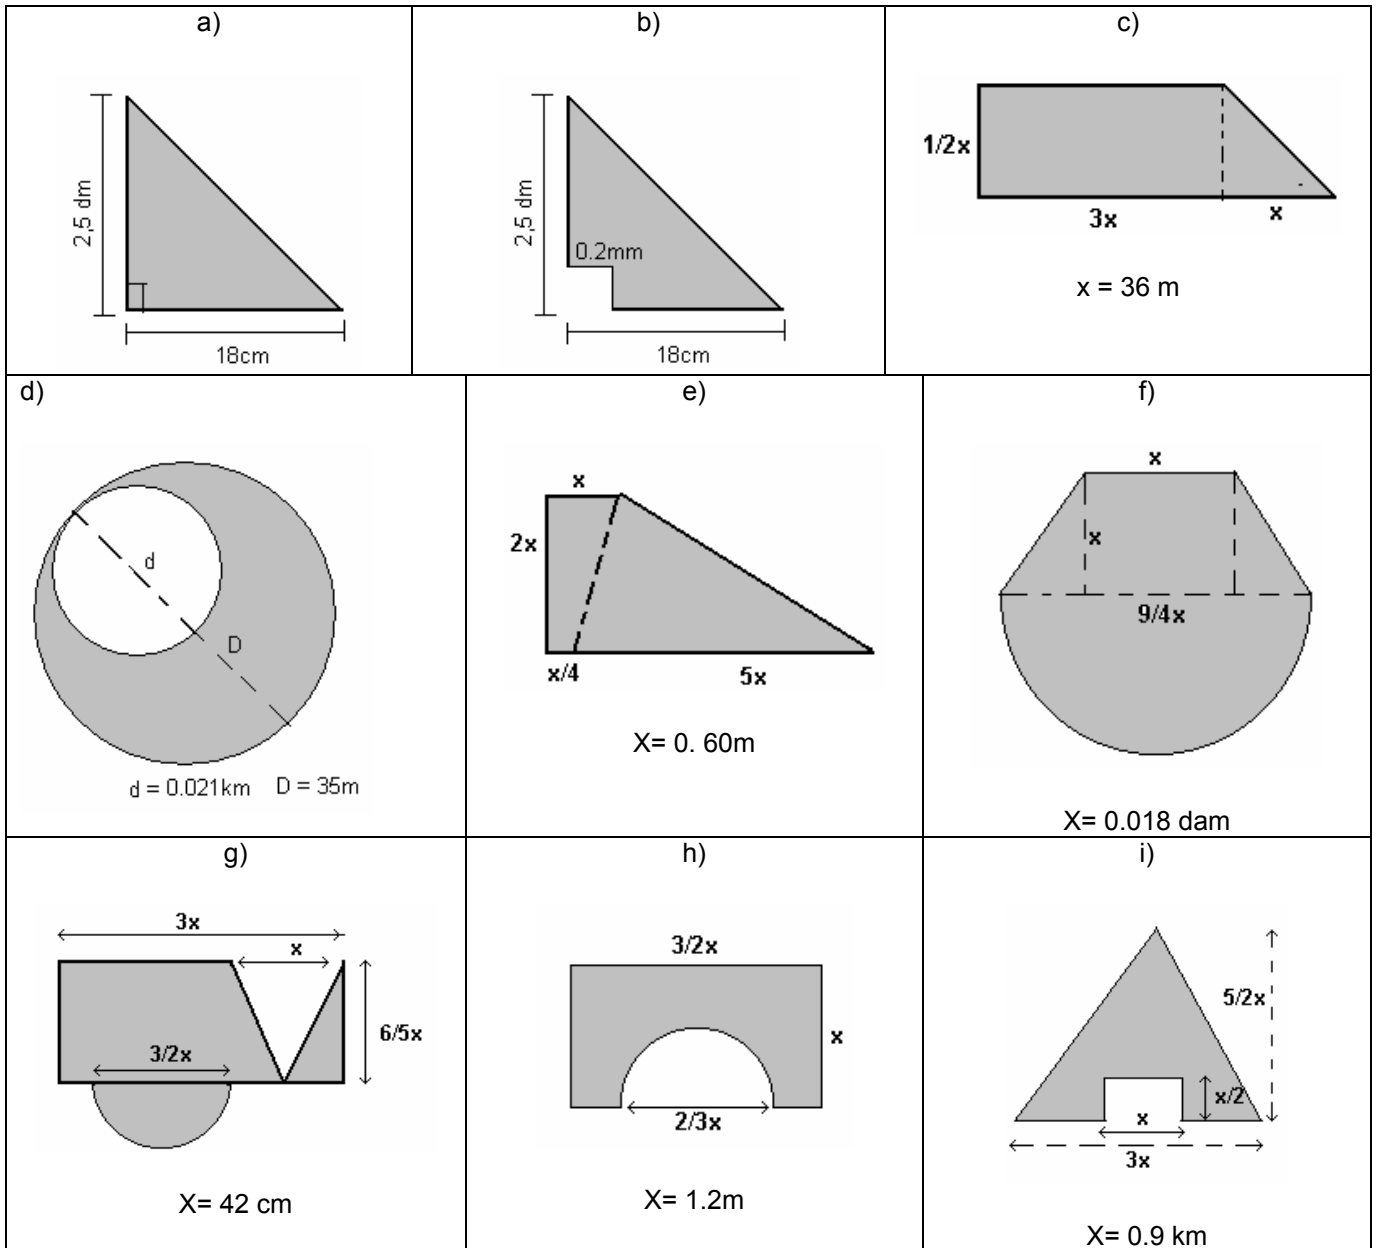 a)
2,5 dm
18cm
b)
2,5 dm
0.2mm
18cm
c)
1/2x
3x
x
x = 36 m
d)
d
D
d = 0.021km D = 35m
e)
x
2x
x/4
5x
X= 0. 60m
f)
x
x
9/4x
X= 0.018 dam
g)
3x
x
6/5x
3/2x
X= 42 cm
h)
3/2x
x
2/3x
X= 1.2m
i)
5/2x
x/2
x
3x
X= 0.9 km